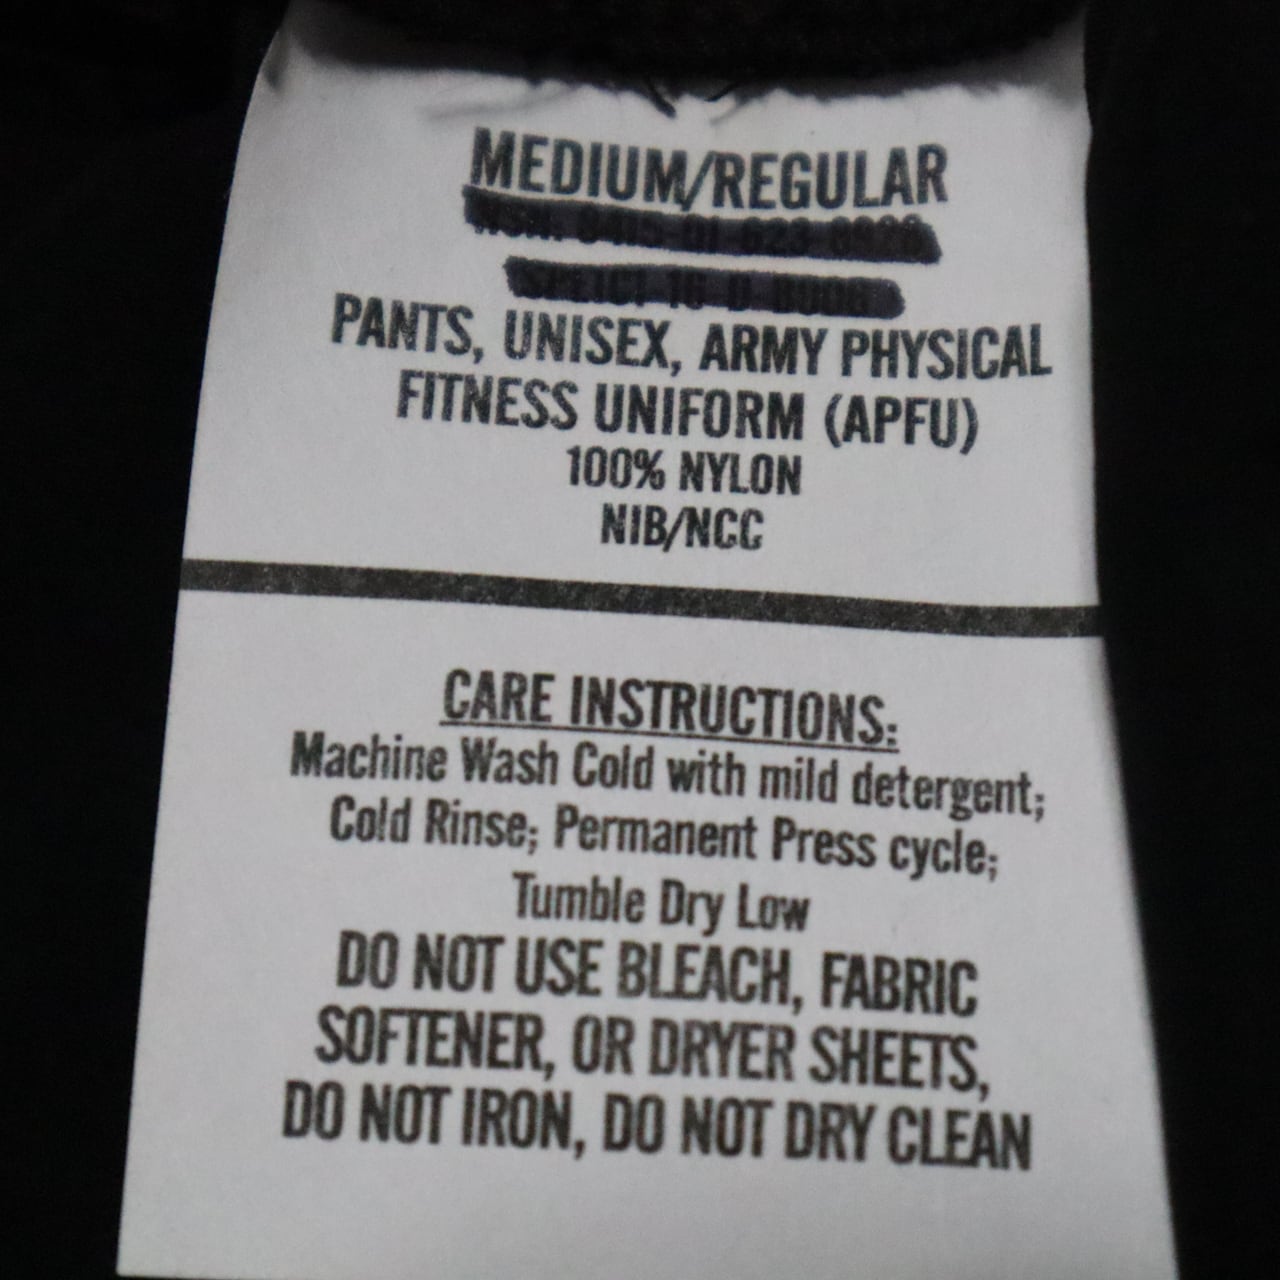 MEDIUM/REGULAR
PANTS, UNISEX, ARMY PHYSICAL
FITNESS UNIFORM (APFU)
100% NYLON
NIB/NCC
CARE INSTRUCTIONS:
Machine Wash Cold with mild detergent;
Cold Rinse; Permanent Press cycle;
Tumble Dry Low
DO NOT USE BLEACH, FABRIC
SOFTENER, OR DRYER SHEETS,
DO NOT IRON, DO NOT DRY CLEAN